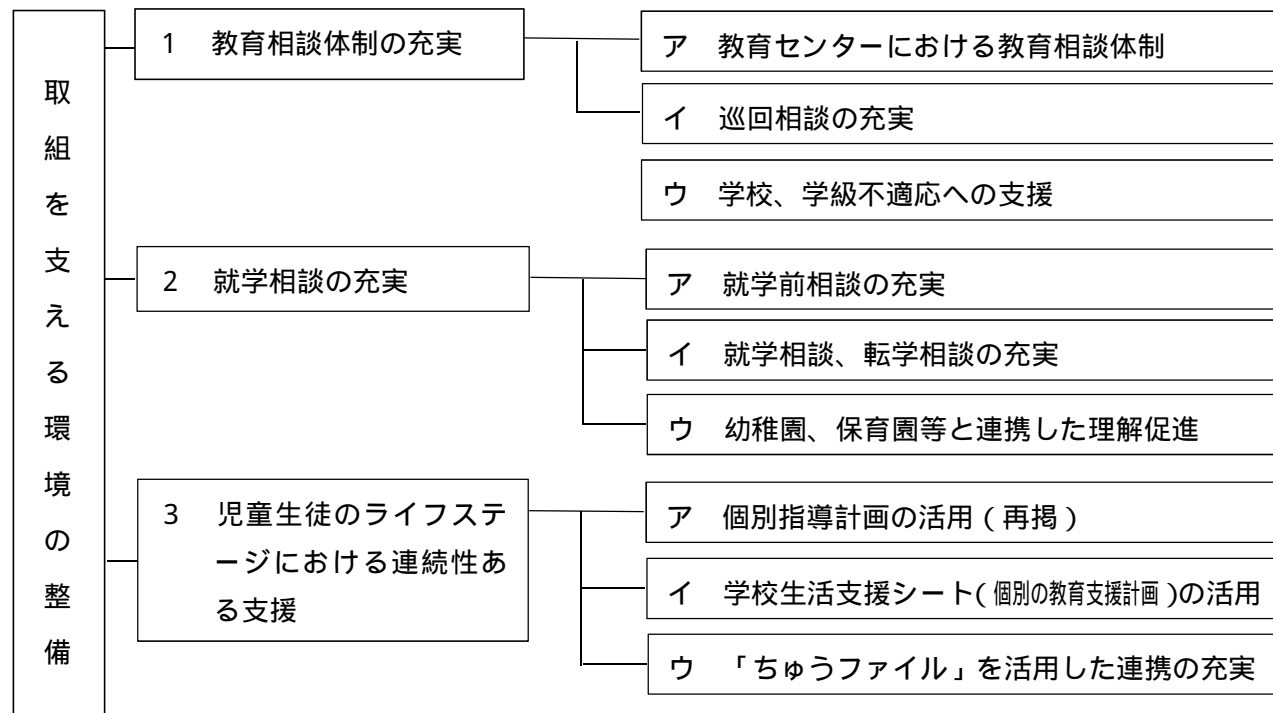 取組を支える環境の整備
1 教育相談体制の充実
ア 教育センターにおける教育相談体制
イ 巡回相談の充実
ウ 学校、学級不適応への支援
2 就学相談の充実
ア 就学前相談の充実
イ 就学相談、転学相談の充実
ウ 幼稚園、保育園等と連携した理解促進
3 児童生徒のライフステ
ージにおける連続性あ
る支援
ア 個別指導計画の活用(再掲)
イ 学校生活支援シート(個別の教育支援計画)の活用
ウ 「ちゅうファイル」を活用した連携の充実